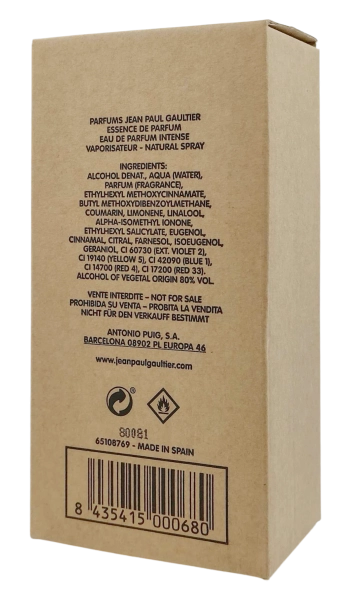 PARFUMS JEAN PAUL GAULTIER
ESSENCE DE PARFUM
EAU DE PARFUM INTENSE
VAPORISATEUR - NATURAL SPRAY
INGREDIENTS:
ALCOHOL DENAT., AQUA (WATER),
PARFUM (FRAGRANCE),
ETHYLHEXYL METHOXYCINNAMATE,
BUTYL METHOXYDIBENZOYLMETHANE,
COUMARIN, LIMONENE, LINALOOL,
ALPHA-ISOMETHYL IONONE,
ETHYLHEXYL SALICYLATE, EUGENOL,
CINNAMAL, CITRAL, FARNESOL, ISOEUGENOL,
GERANIOL, CI 60730 (EXT. VIOLET 2),
CI 19140 (YELLOW 5), CI 42090 (BLUE 1),
CI 14700 (RED 4), CI 17200 (RED 33).
ALCOHOL OF VEGETAL ORIGIN 80% VOL.
VENTE INTERDITE - NOT FOR SALE
PROHIBIDA SU VENTA - PROBITA LA VENDITA
NICHT FÜR DEN VERKAUFF BESTIMMT
ANTONIO PUIG, S.A.
BARCELONA 08902 PL EUROPA 46
www.jeanpaulgaultier.com
80081
65108769 - MADE IN SPAIN
8 435415 000680